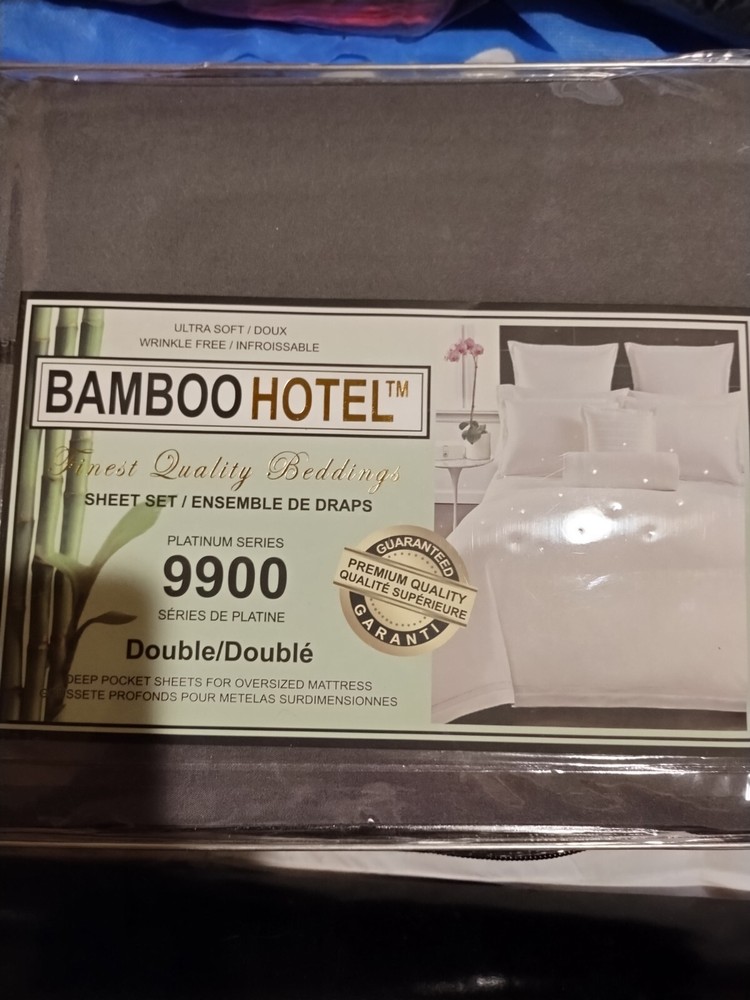 ULTRA SOFT / DOUX
WRINKLE FREE / INFROISSABLE
BAMBOO HOTEL™
Finest Quality Beddings
SHEET SET / ENSEMBLE DE DRAPS
PLATINUM SERIES
9900
SÉRIES DE PLATINE
Double/Doublé
DEEP POCKET SHEETS FOR OVERSIZED MATTRESS
PROFONDS POUR METELAS SURDIMENSIONNES
GUARANTEED
PREMIUM QUALITY
QUALITÉ SUPÉRIEURE
GARANTI